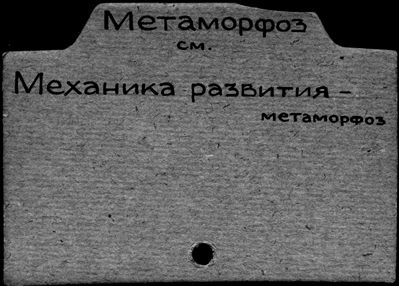 Метаморфоз
см.
Механика развития -
метаморфоз